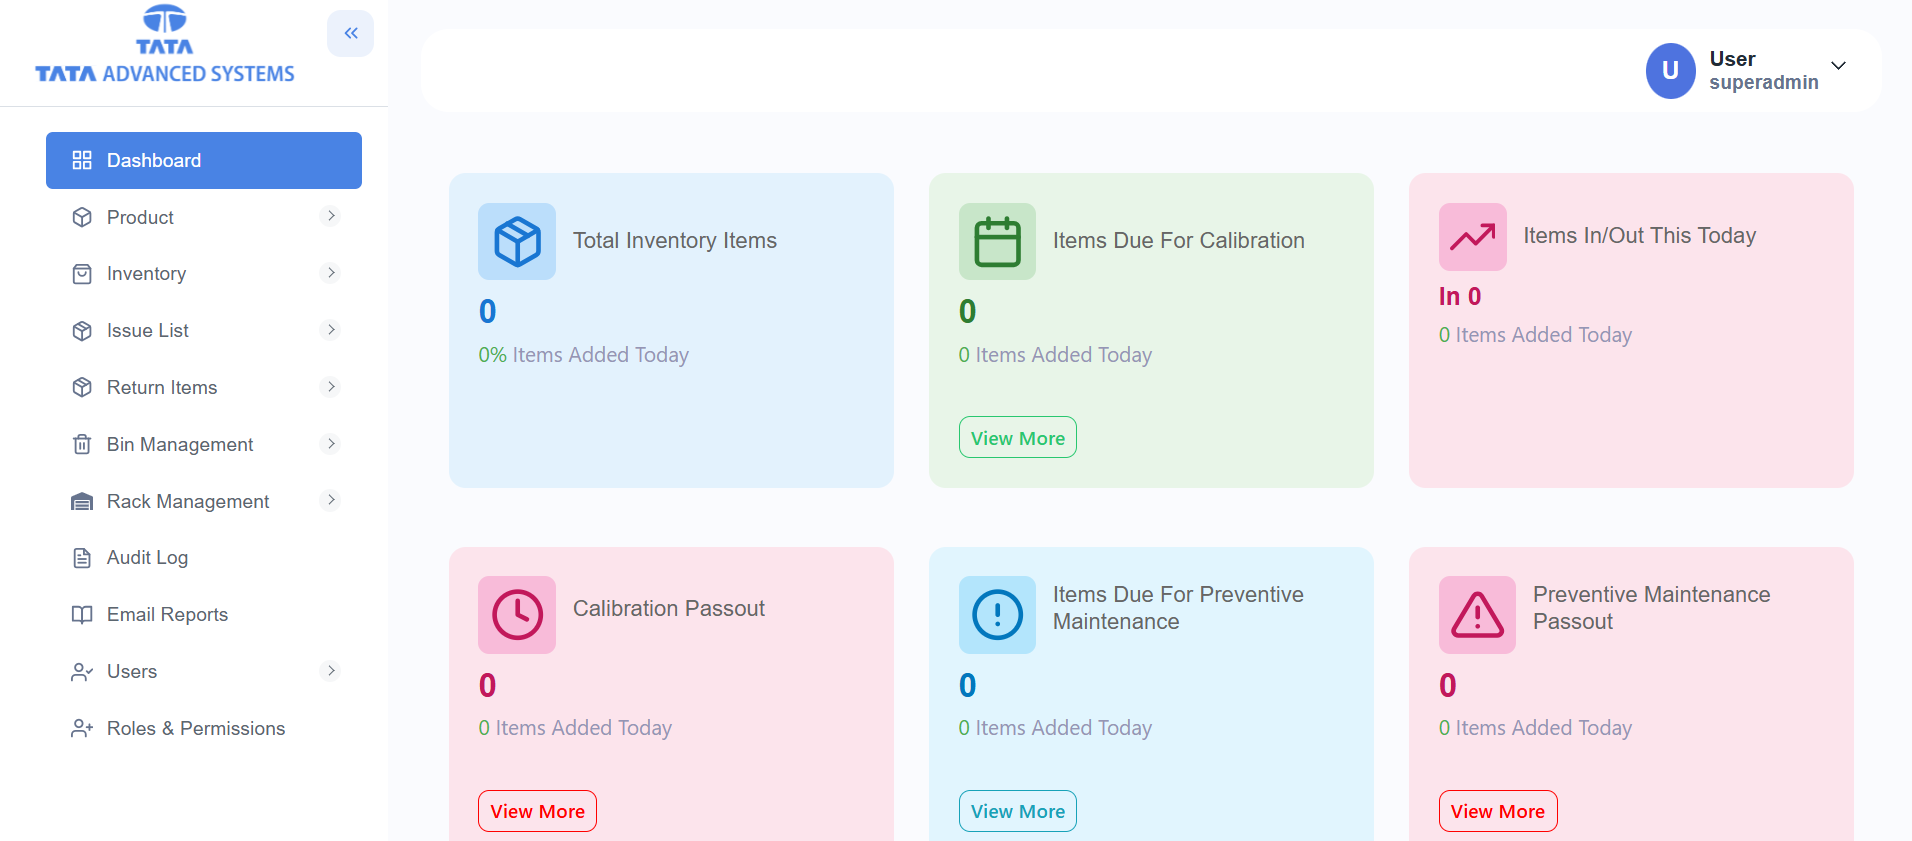 TATA
TATA ADVANCED SYSTEMS
U
User
superadmin
Dashboard
Product
Inventory
Issue List
Return Items
Bin Management
Rack Management
Audit Log
Email Reports
Users
Roles & Permissions
Total Inventory Items
0
0% Items Added Today
Items Due For Calibration
0
0 Items Added Today
View More
Items In/Out This Today
In 0
0 Items Added Today
Calibration Passout
0
0 Items Added Today
View More
Items Due For Preventive
Maintenance
0
0 Items Added Today
View More
Preventive Maintenance
Passout
0
0 Items Added Today
View More